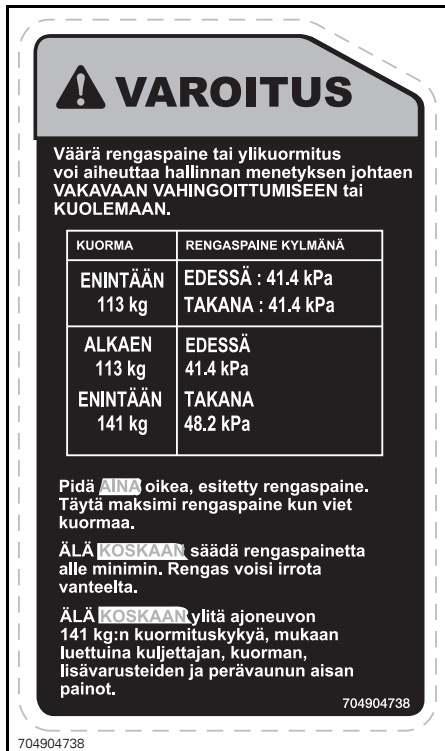 VAROITUS
Väärä rengaspaine tai ylikuormitus
voi aiheuttaa hallinnan menetyksen johtaen
VAKAVAAN VAHINGOITTUMISEEN tai
KUOLEMAAN.
KUORMA RENGASPAINE KYLMÄNÄ
ENINTÄÄN EDESSÄ : 41.4 kPa
113 kg TAKANA : 41.4 kPa
ALKAEN EDESSÄ
113 kg 41.4 kPa
ENINTÄÄN TAKANA
141 kg 48.2 kPa
Pidä AINA oikea, esitetty rengaspaine.
Täytä maksimi rengaspaine kun viet
kuormaa.
ÄLÄ KOSKAAN säädä rengaspainetta
alle minimin. Rengas voisi irrota
vanteelta.
ÄLÄ KOSKAAN ylitä ajoneuvon
141 kg:n kuormituskykyä, mukaan
luettuina kuljettajan, kuorman,
lisävarusteiden ja perävaunun aisan
painot.
704904738
704904738